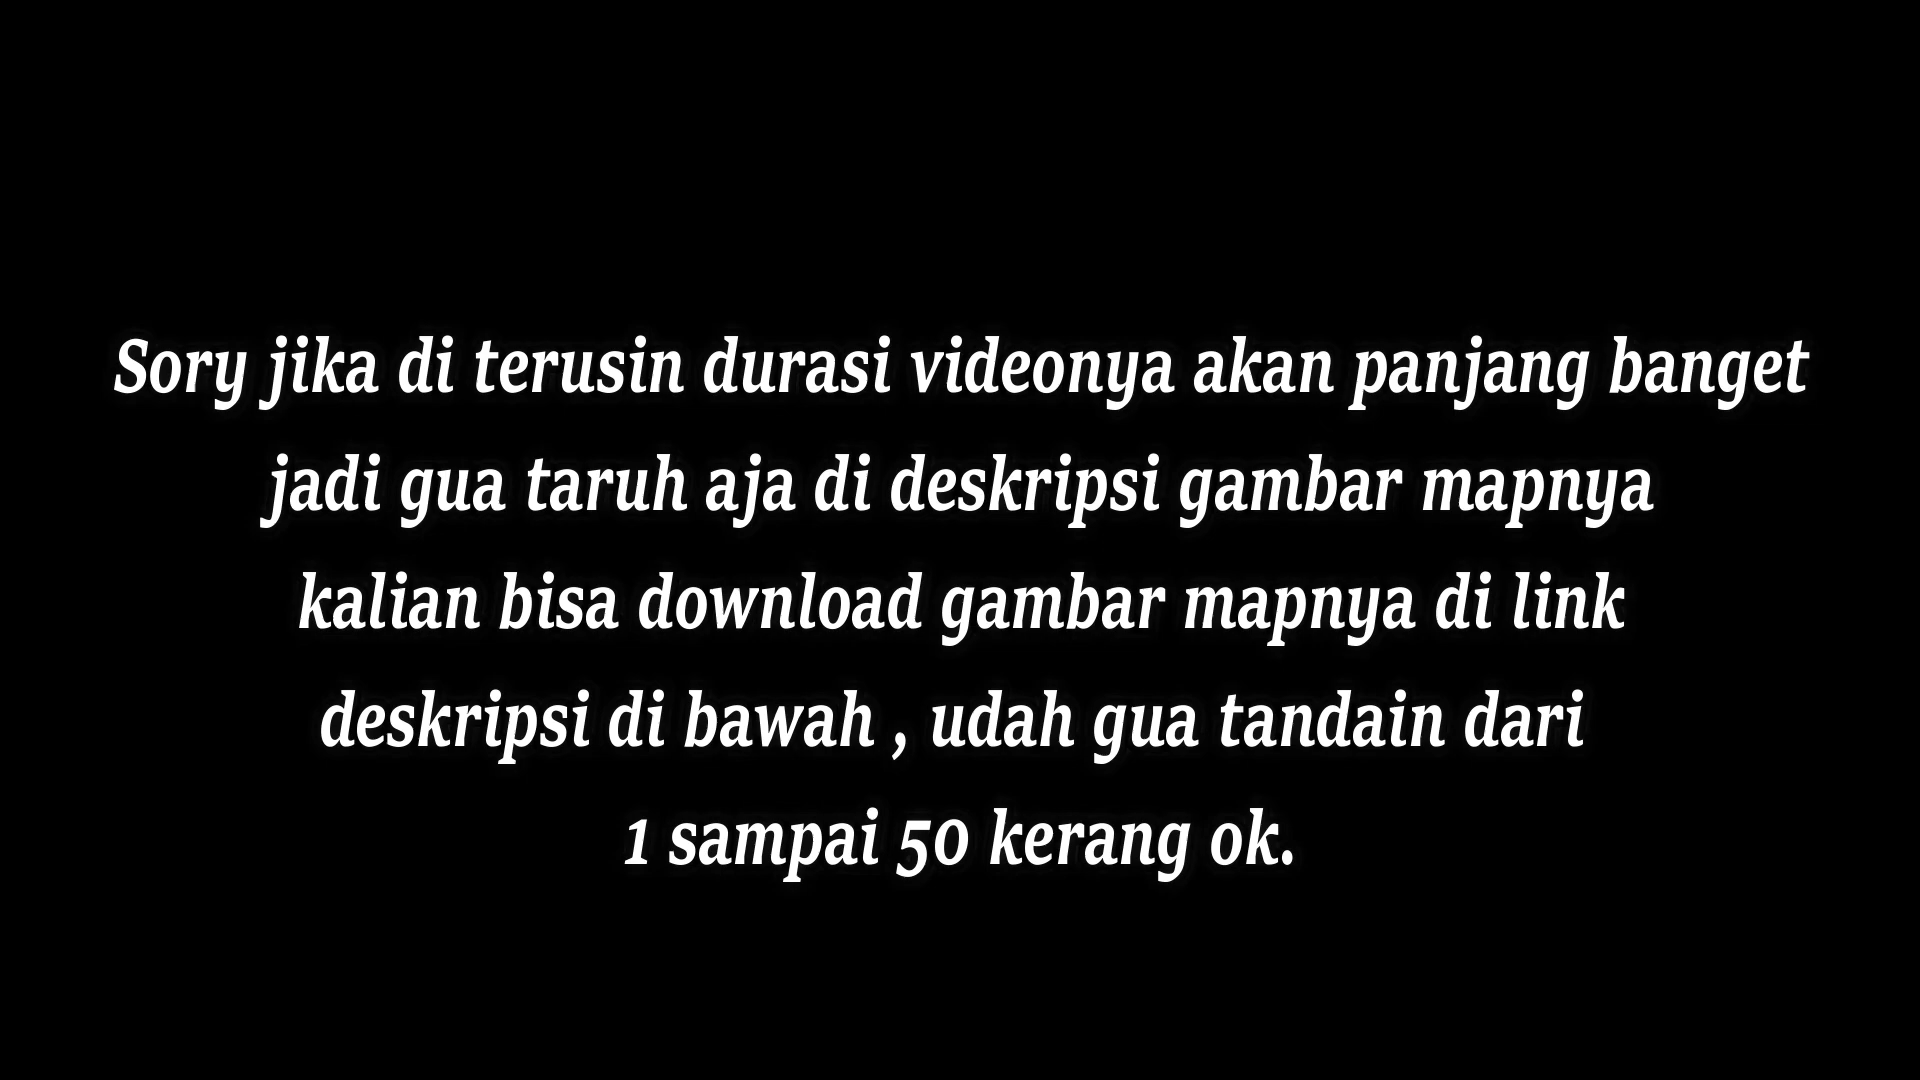 Sory jika di terusin durasi videonya akan panjang banget
jadi gua taruh aja di deskripsi gambar mapnya
kalian bisa download gambar mapnya di link
deskripsi di bawah , udah gua tandain dari
1 sampai 50 kerang ok.